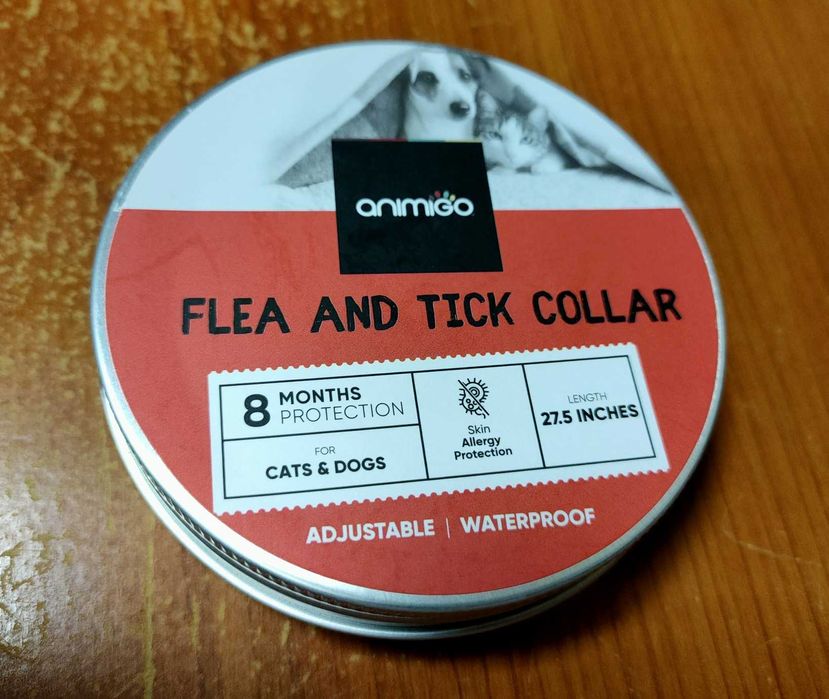 animigo
FLEA AND TICK COLLAR
8 MONTHS
PROTECTION
FOR
CATS & DOGS
Skin
Allergy
Protection
LENGTH
27.5 INCHES
ADJUSTABLE | WATERPROOF